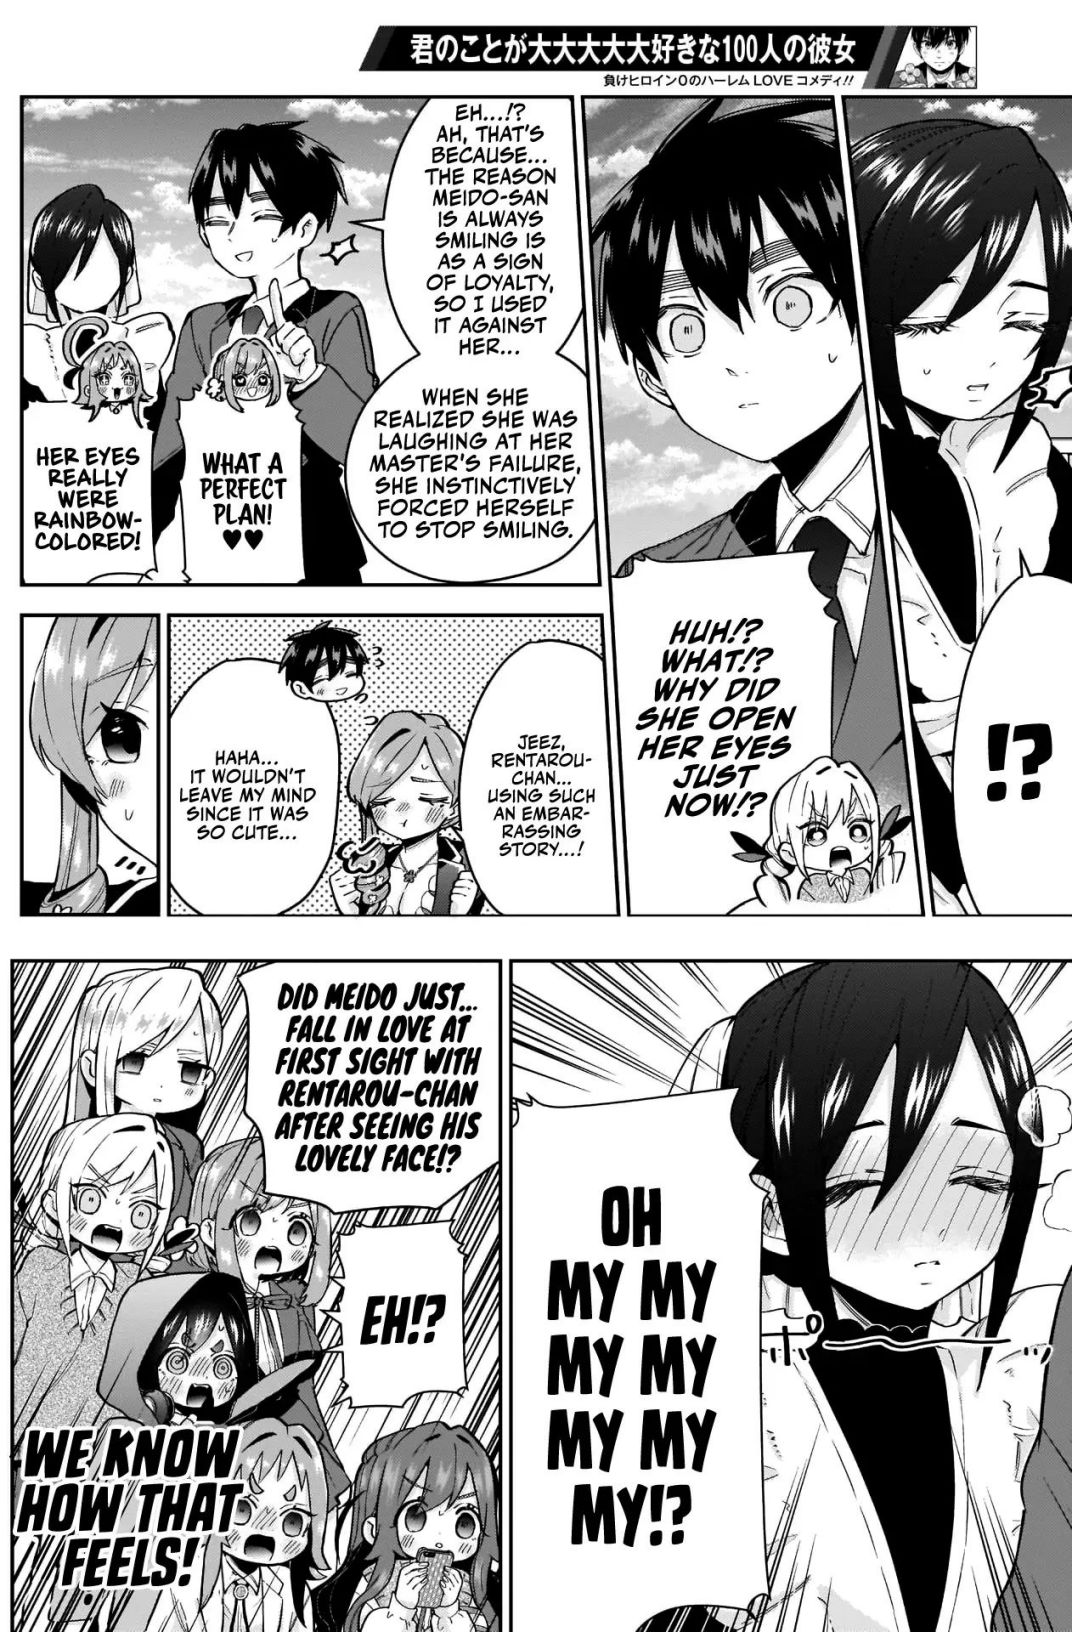 君のことが大大大大大好きな100人の彼女
負けヒロイン0のハーレムLOVEコメディ!!
!?
HUH!?
WHAT!?
WHY DID
SHE OPEN
HER EYES
JUST
NOW!?
EH...!?
AH, THAT'S
BECAUSE...
THE REASON
MEIDO-SAN
IS ALWAYS
SMILING IS
AS A SIGN
OF LOYALTY,
SO I USED
IT AGAINST
HER...
WHEN SHE
REALIZED SHE WAS
LAUGHING AT HER
MASTER'S FAILURE,
SHE INSTINCTIVELY
FORCED HERSELF
TO STOP SMILING.
WHAT A
PERFECT
PLAN!
♥♥
HER EYES
REALLY
WERE
RAINBOW-
COLORED!
JEEZ,
RENTAROU-
CHAN...
USING SUCH
AN EMBAR-
RASSING
STORY...!
HAHA...
IT WOULDN'T
LEAVE MY MIND
SINCE IT WAS
SO CUTE...
OH
MY MY
MY MY
MY MY
MY!?
ポーッ
DID MEIDO JUST...
FALL IN LOVE AT
FIRST SIGHT WITH
RENTAROU-CHAN
AFTER SEEING HIS
LOVELY FACE!?
EH!?
WE KNOW
HOW THAT
FEELS!